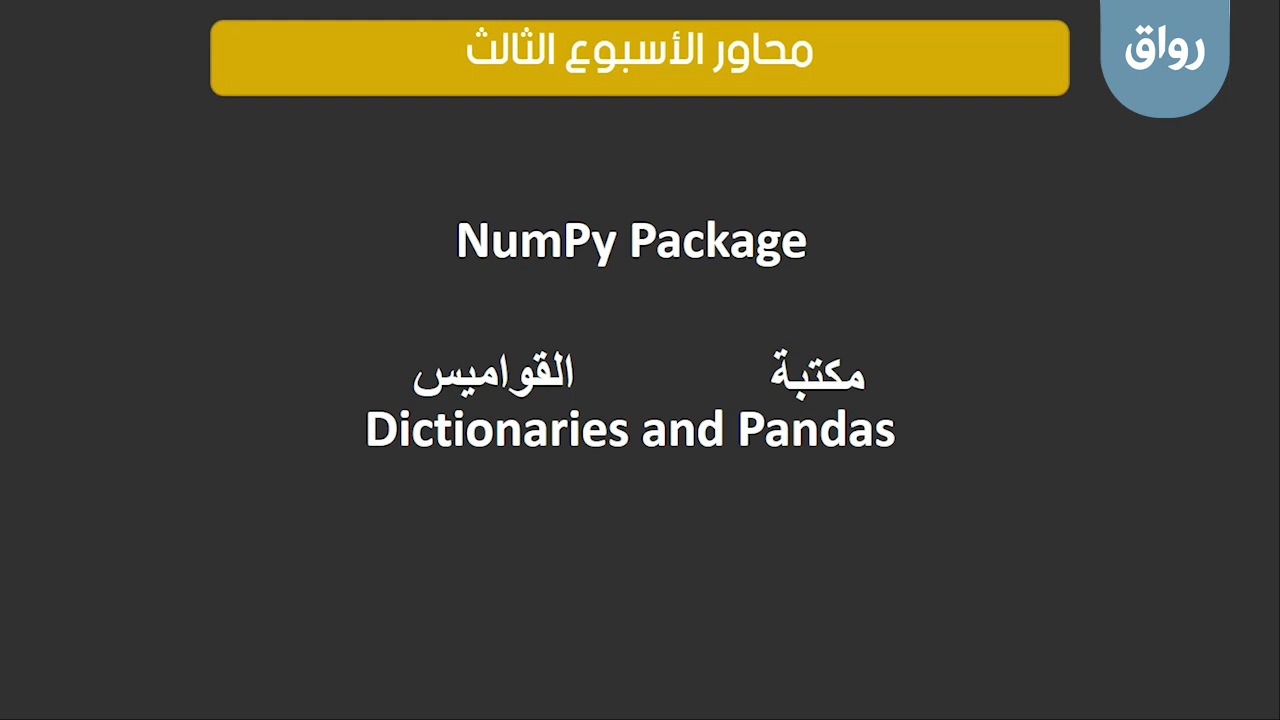 محاور الأسبوع الثالث
رواق
NumPy Package
القواميس مكتبة
Dictionaries and Pandas